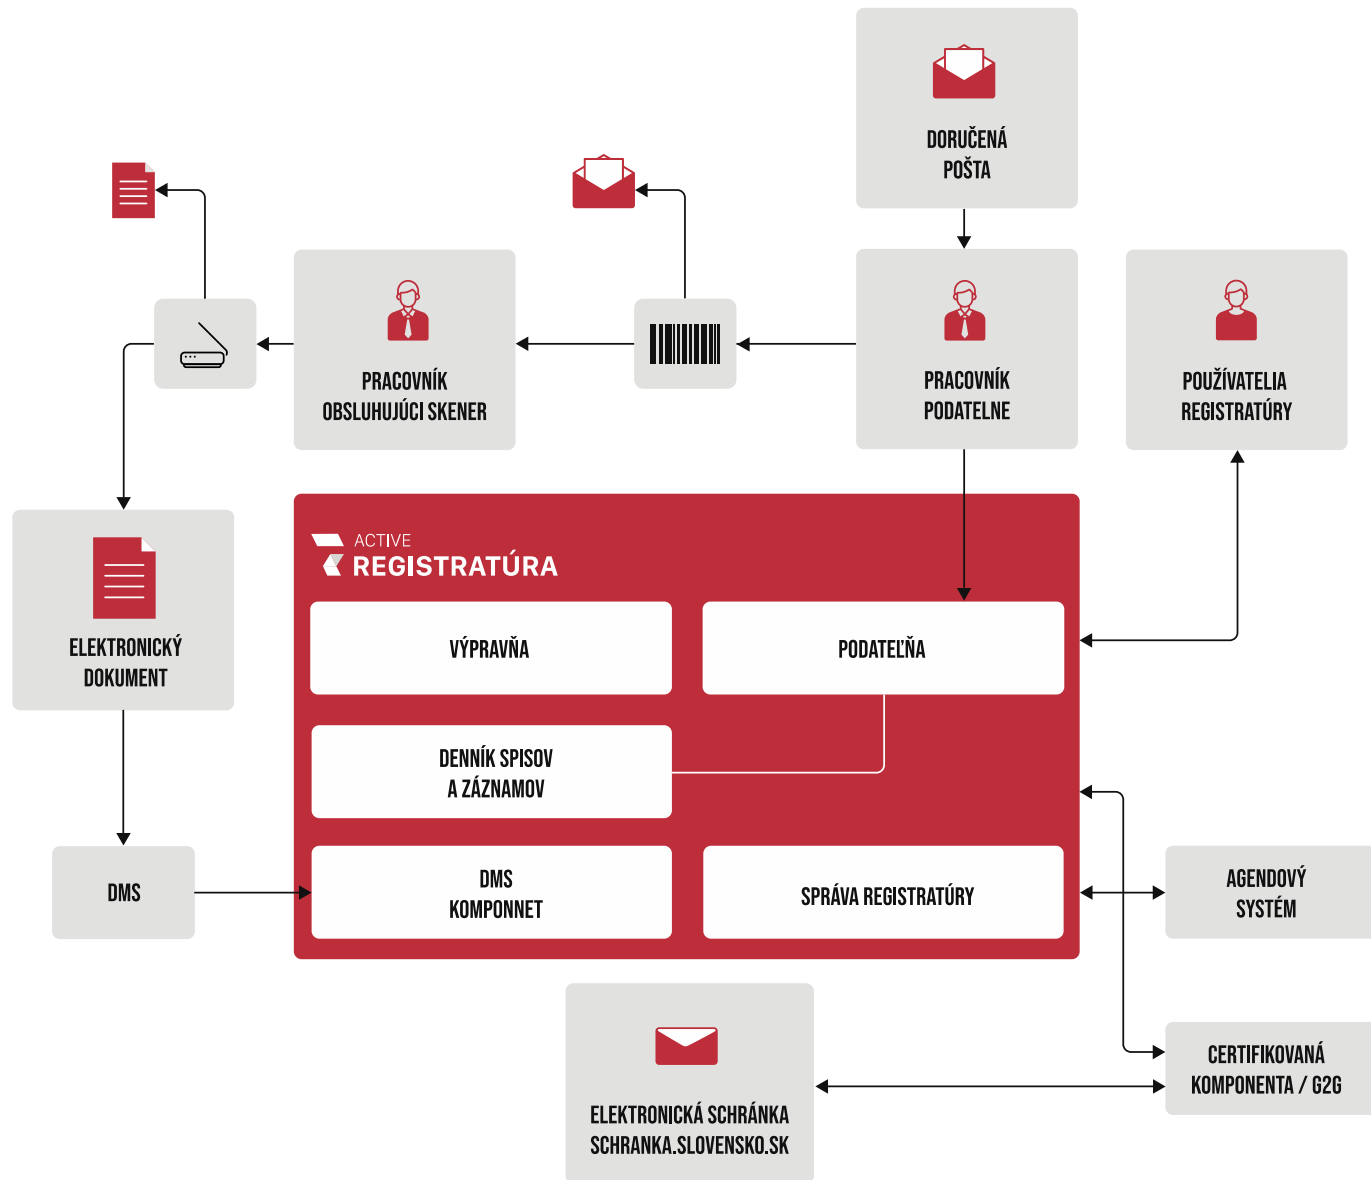 DORUČENÁ
POŠTA
PRACOVNÍK
OBSLUHUJÚCI SKENER
PRACOVNÍK
PODATELNE
POUŽÍVATELIA
REGISTRATÚRY
ELEKTRONICKÝ
DOKUMENT
DMS
ACTIVE
REGISTRATÚRA
VÝPRAVŇA
PODATEĽŇA
DENNÍK SPISOV
A ZÁZNAMOV
DMS
KOMPONNET
SPRÁVA REGISTRATÚRY
AGENDOVÝ
SYSTÉM
CERTIFIKOVANÁ
KOMPONENTA / G2G
ELEKTRONICKÁ SCHRÁNKA
SCHRANKA.SLOVENSKO.SK